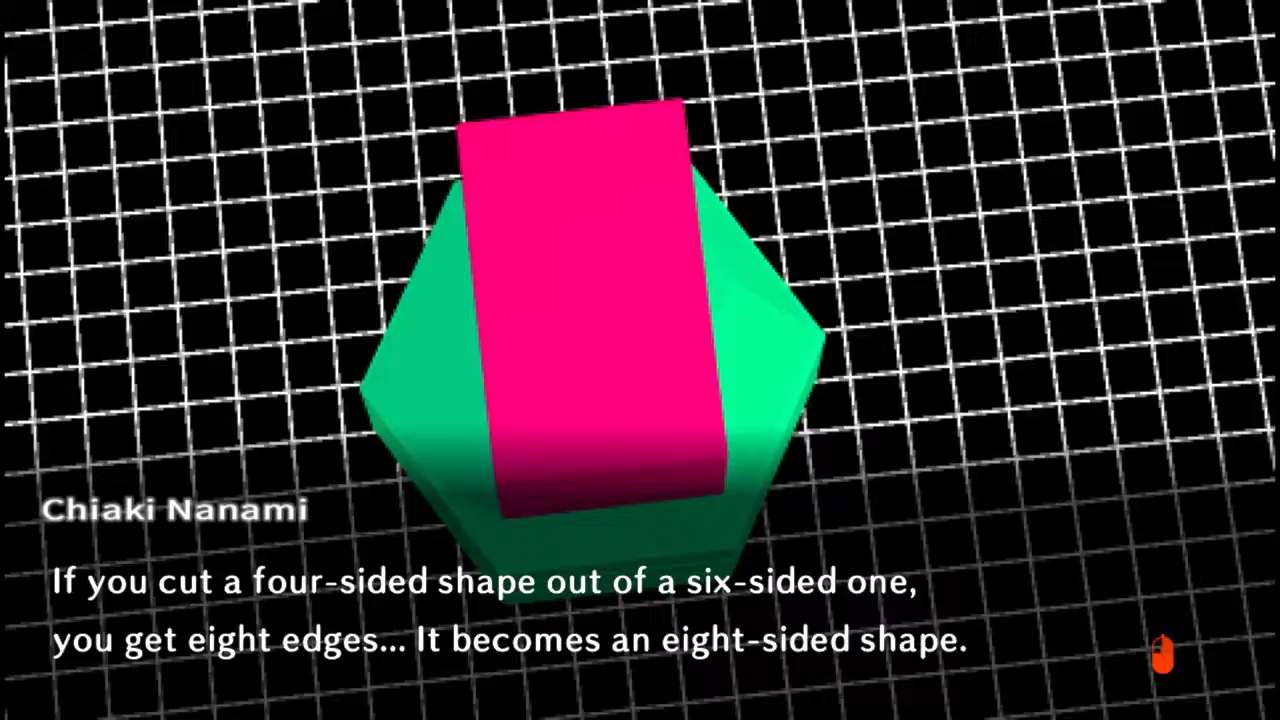 Chiaki Nanami
If you cut a four-sided shape out of a six-sided one,
you get eight edges... It becomes an eight-sided shape.